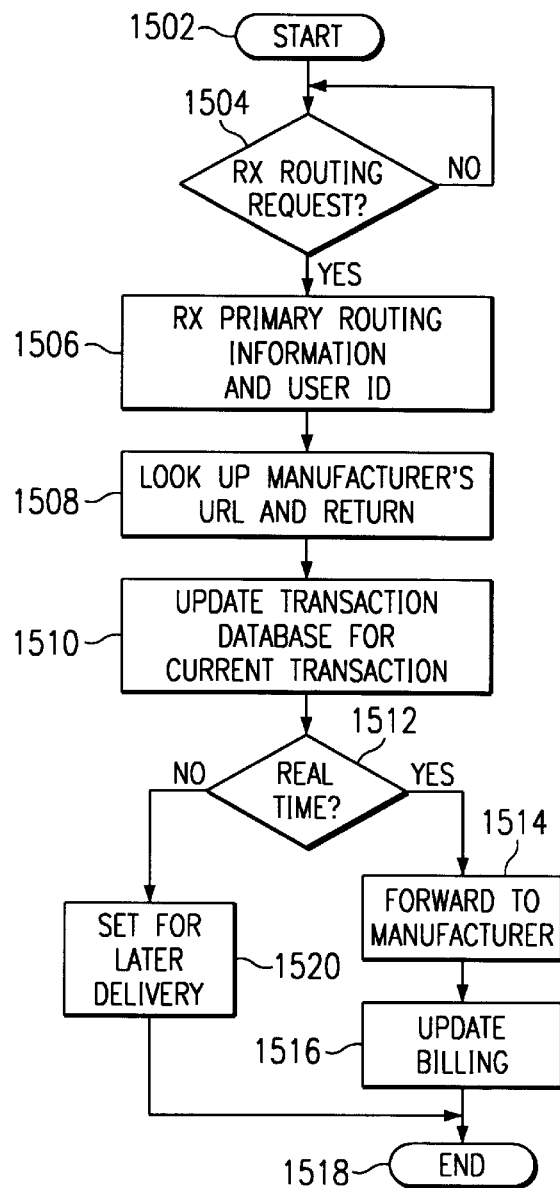 1502
START
1504
RX ROUTING
REQUEST?
NO
YES
1506
RX PRIMARY ROUTING
INFORMATION
AND USER ID
1508
LOOK UP MANUFACTURER'S
URL AND RETURN
1510
UPDATE TRANSACTION
DATABASE FOR
CURRENT TRANSACTION
1512
NO
REAL
TIME?
YES
1514
FORWARD TO
MANUFACTURER
SET FOR
LATER
DELIVERY
1520
1516
UPDATE
BILLING
1518
END